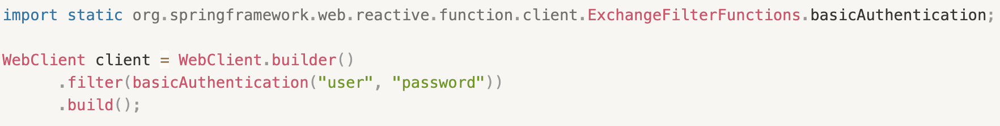 import static org.springframework.web.reactive.function.client.ExchangeFilterFunctions.basicAuthentication;
WebClient client = WebClient.builder()
        .filter(basicAuthentication("user", "password"))
        .build();